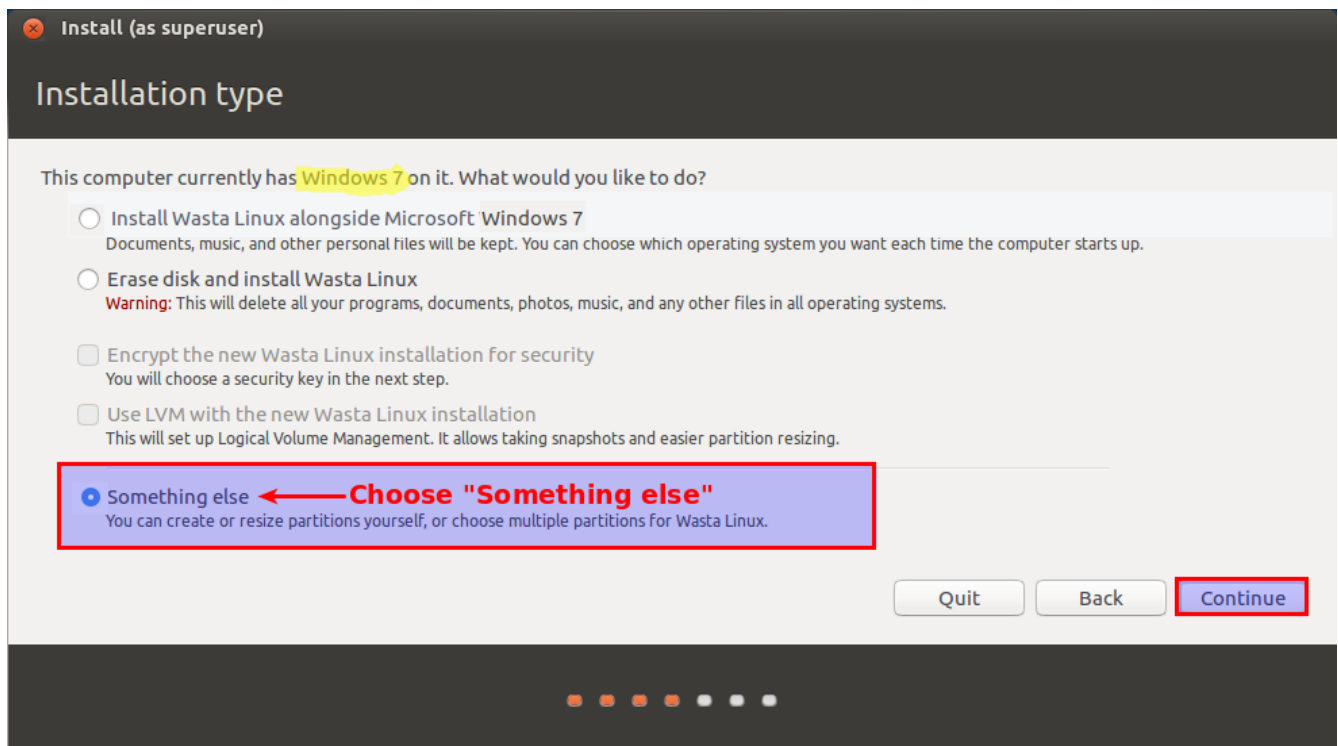 Install (as superuser)
Installation type
This computer currently has Windows 7 on it. What would you like to do?
Install Wasta Linux alongside Microsoft Windows 7
Documents, music, and other personal files will be kept. You can choose which operating system you want each time the computer starts up.
Erase disk and install Wasta Linux
Warning: This will delete all your programs, documents, photos, music, and any other files in all operating systems.
Encrypt the new Wasta Linux installation for security
You will choose a security key in the next step.
Use LVM with the new Wasta Linux installation
This will set up Logical Volume Management. It allows taking snapshots and easier partition resizing.
Something else Choose "Something else"
You can create or resize partitions yourself, or choose multiple partitions for Wasta Linux.
Quit Back Continue